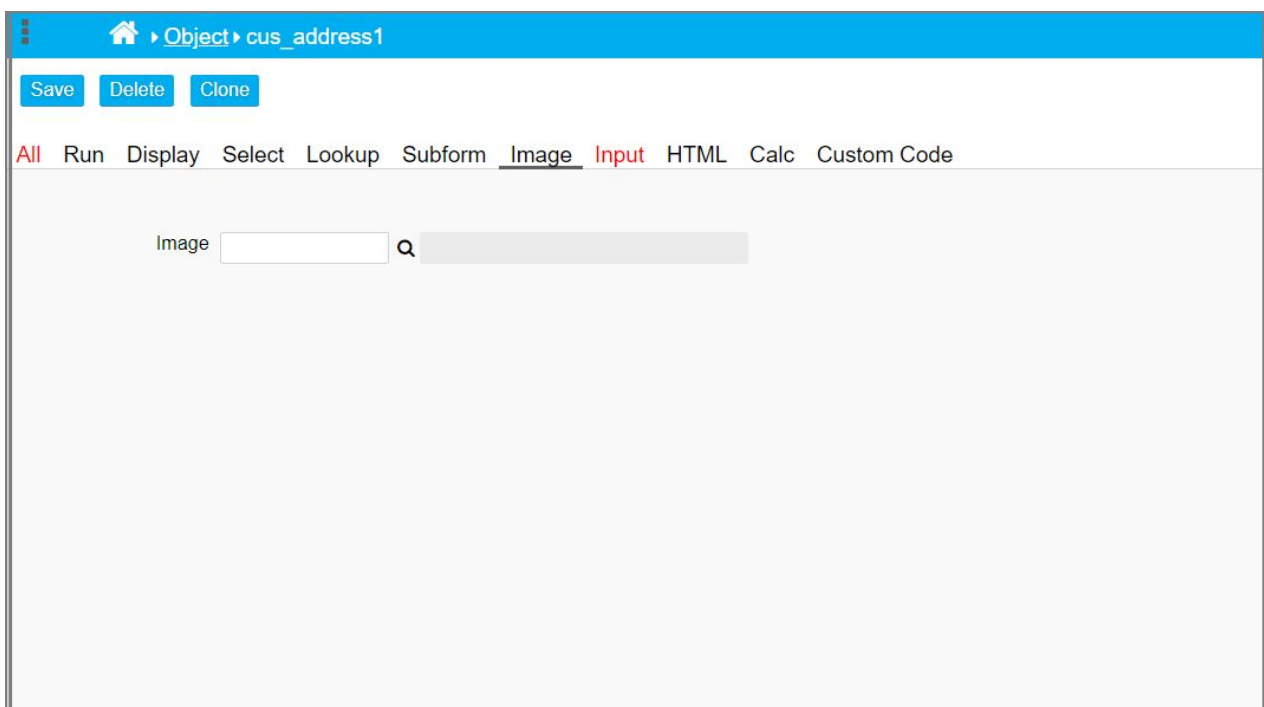 Object cus_address1
Save Delete Clone
All Run Display Select Lookup Subform Image Input HTML Calc Custom Code
Image